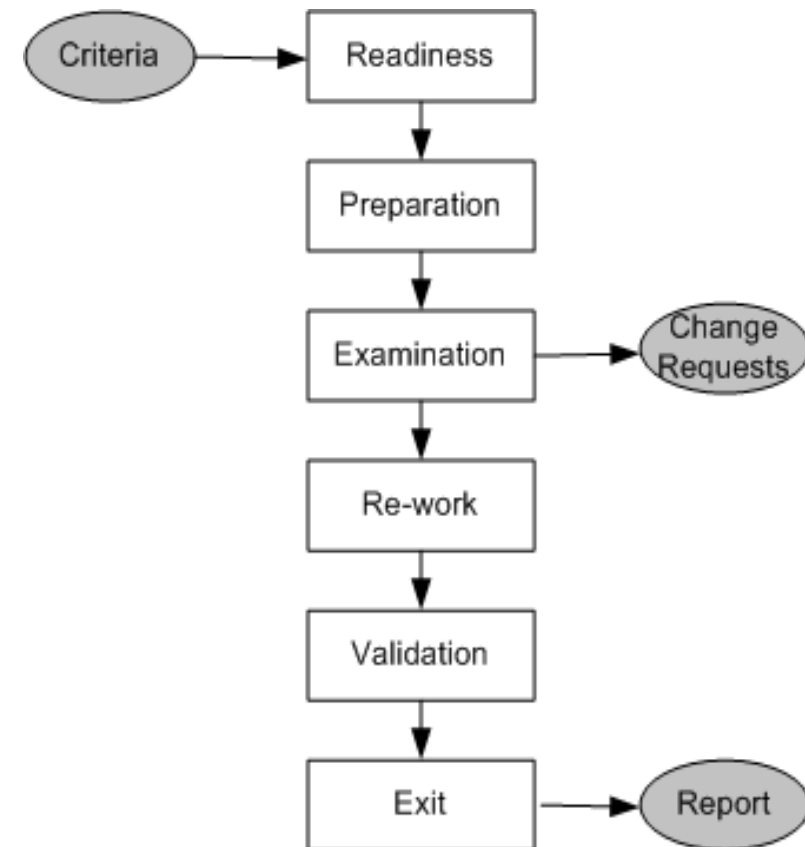 Criteria
Readiness
Preparation
Examination
Change
Requests
Re-work
Validation
Exit
Report